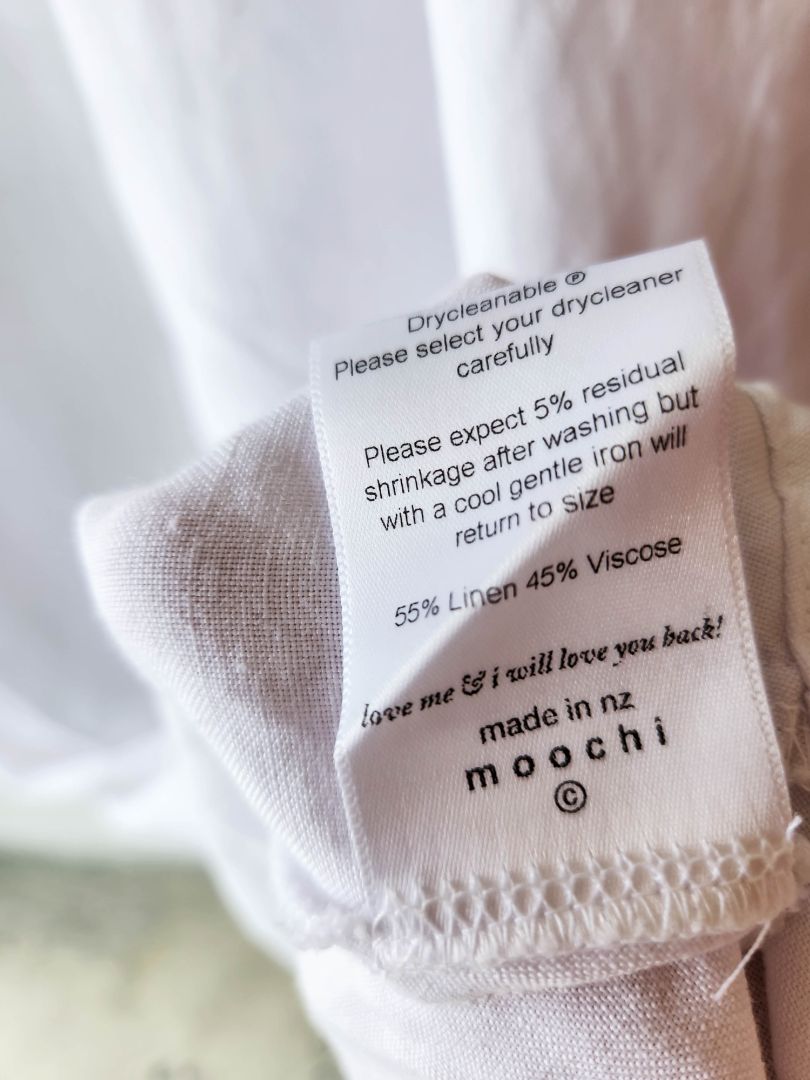 Drycleanable Ⓟ
Please select your drycleaner
carefully
Please expect 5% residual
shrinkage after washing but
with a cool gentle iron will
return to size
55% Linen 45% Viscose
love me & i will love you back!
made in nz
moochi
©